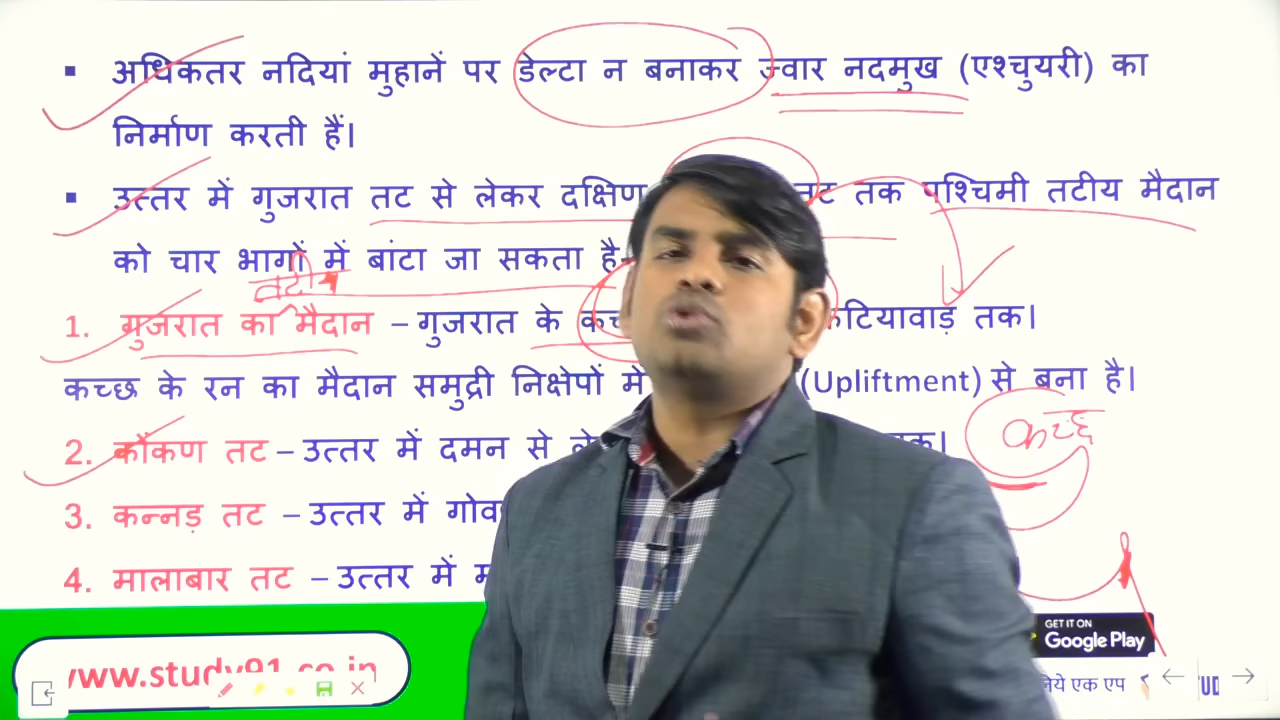 ▪ अधिकतर नदियां मुहानें पर डेल्टा न बनाकर ज्वार नदमुख (एश्चुयरी) का
निर्माण करती हैं।
▪ उत्तर में गुजरात तट से लेकर दक्षिण तट तक पश्चिमी तटीय मैदान
को चार भागों में बांटा जा सकता है-
तटीय
1. गुजरात का मैदान – गुजरात के कटियावाड़ तक।
कच्छ के रन का मैदान समुद्री निक्षेपों में (Upliftment) से बना है।
कच्छ
2. कोंकण तट – उत्तर में दमन से
3. कन्नड़ तट – उत्तर में
4. मालाबार तट – उत्तर में
www.study91.co.in
GET IT ON
Google Play
लिये एक एप